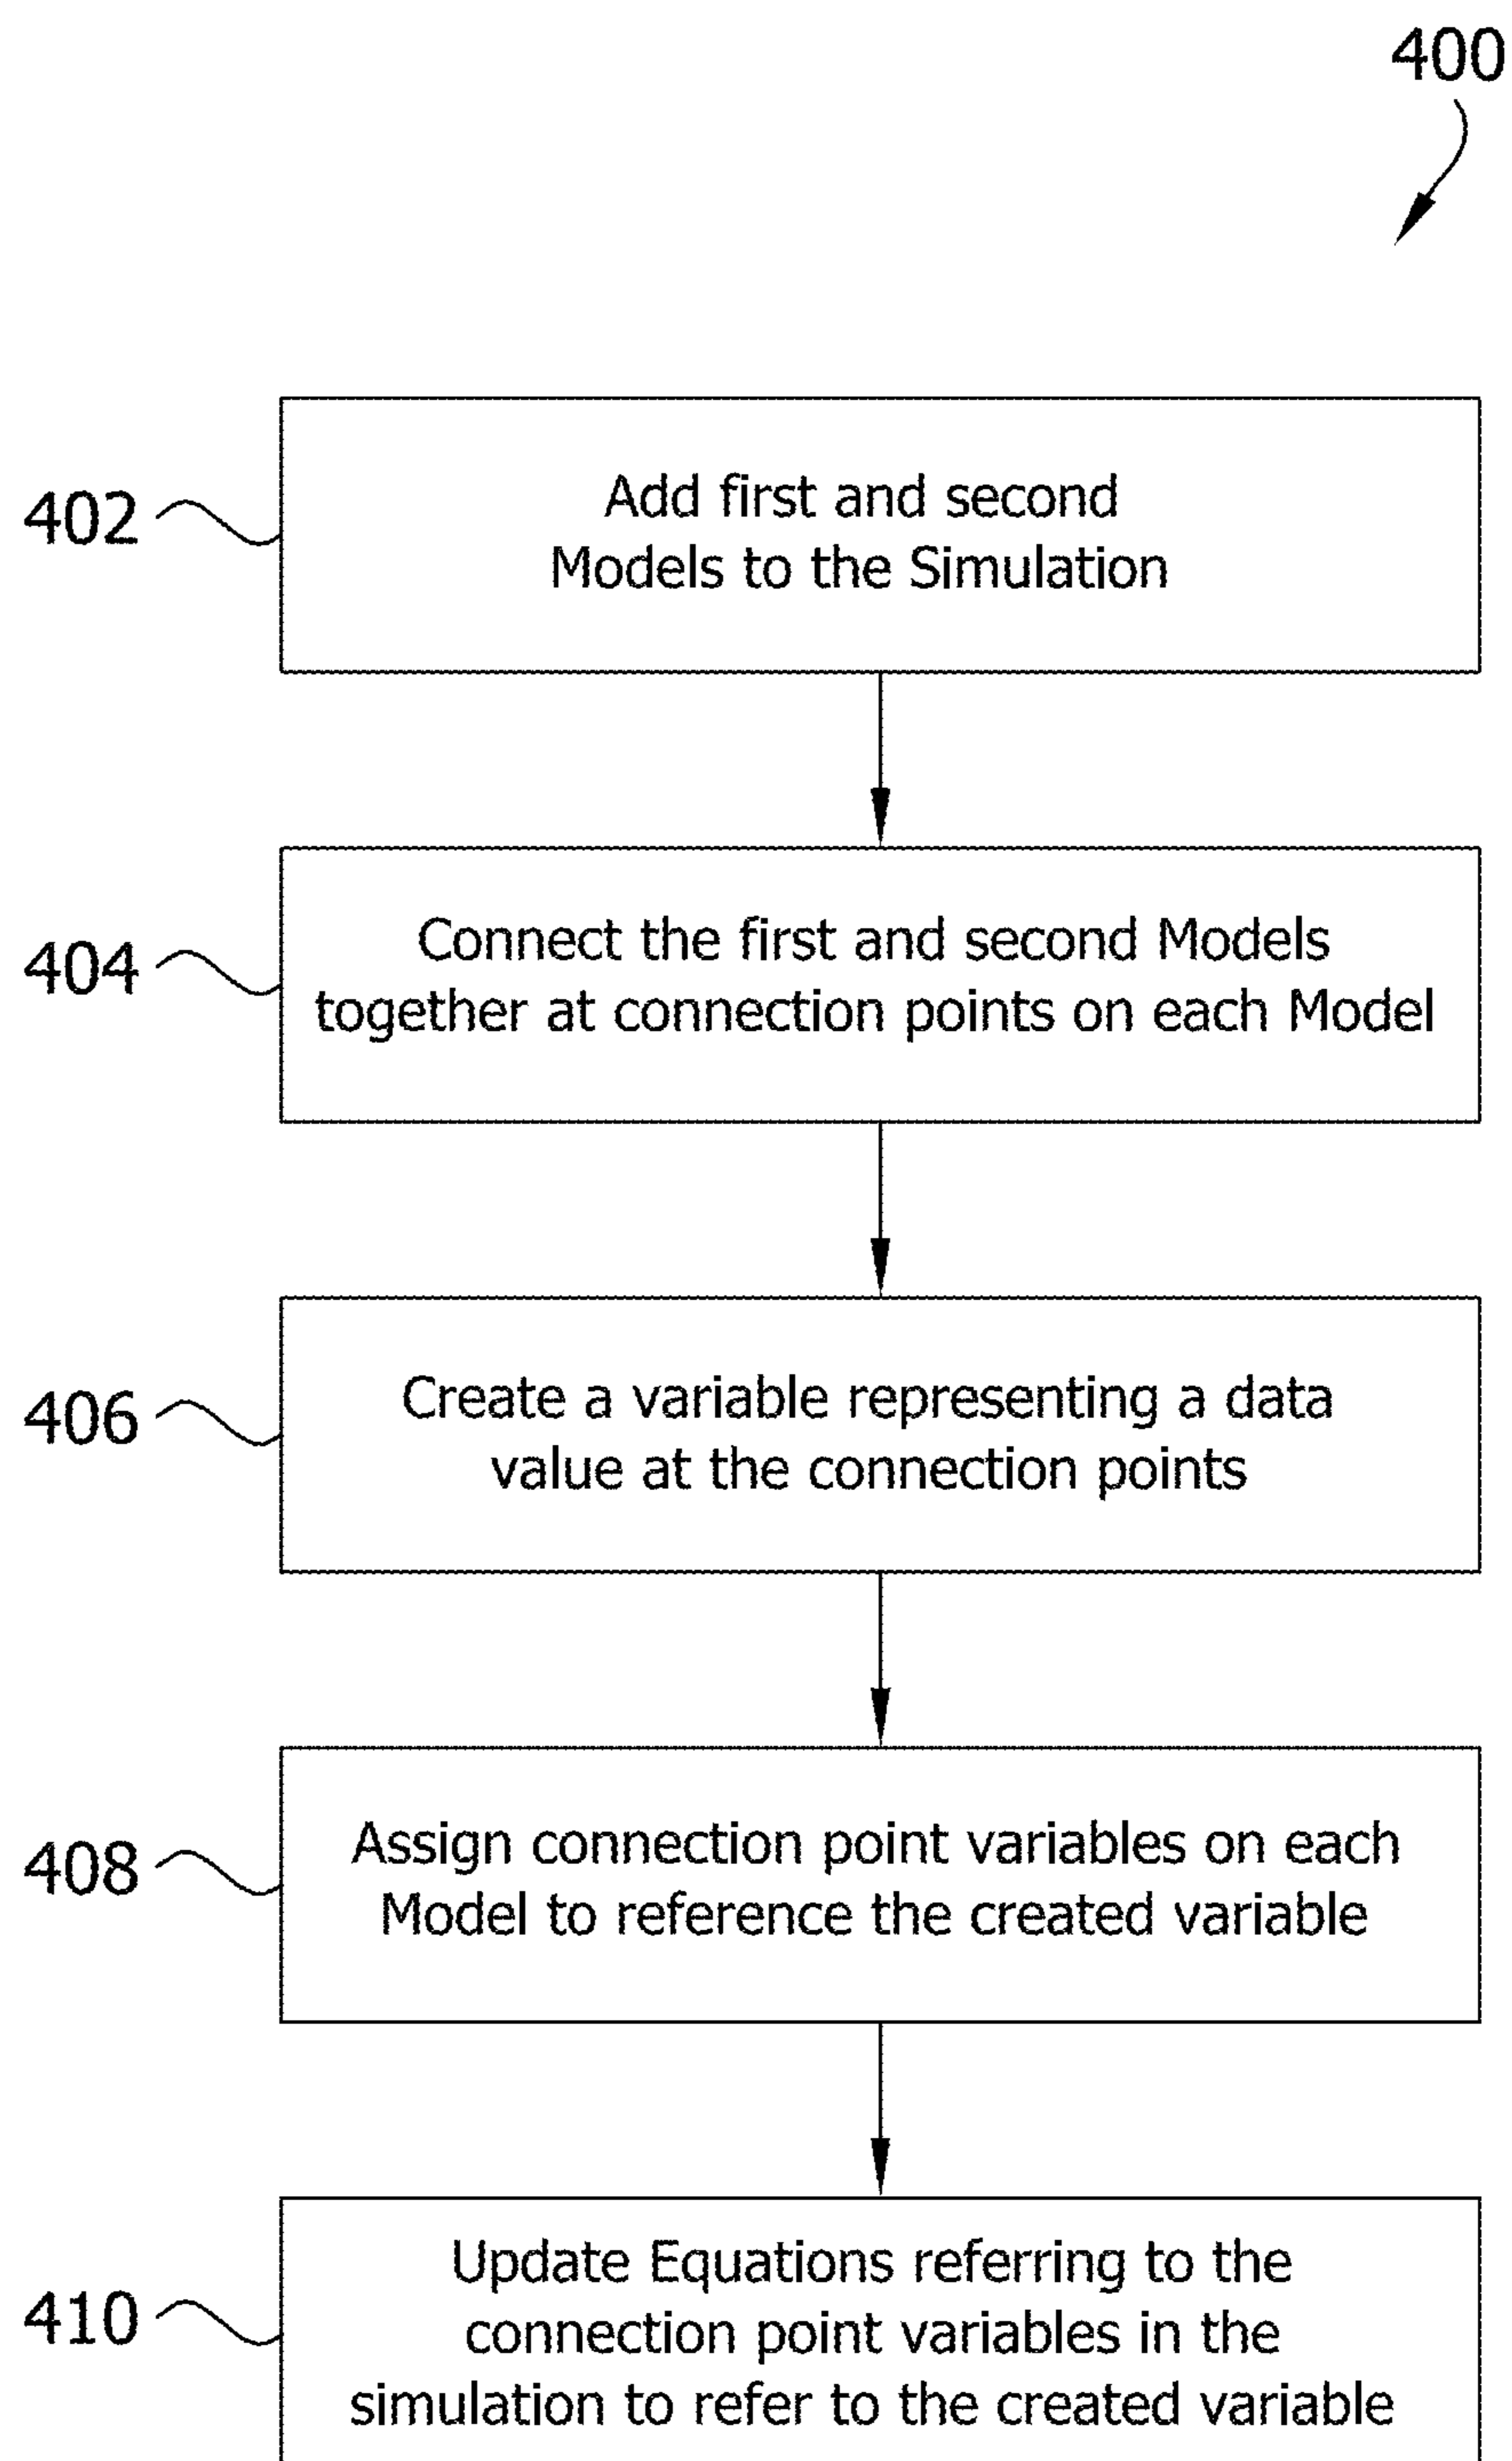 400
402
Add first and second
Models to the Simulation
404
Connect the first and second Models
together at connection points on each Model
406
Create a variable representing a data
value at the connection points
408
Assign connection point variables on each
Model to reference the created variable
410
Update Equations referring to the
connection point variables in the
simulation to refer to the created variable